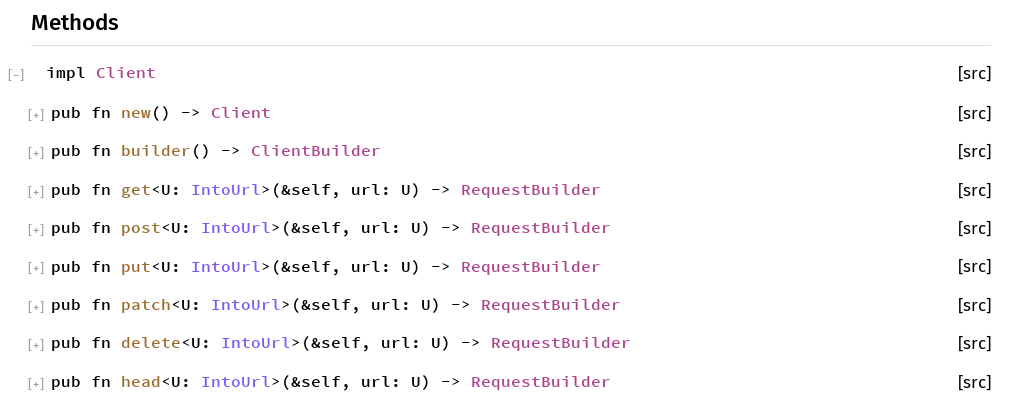 Methods
[-] impl Client [src]
[+] pub fn new() -> Client [src]
[+] pub fn builder() -> ClientBuilder [src]
[+] pub fn get<U: IntoUrl>(&self, url: U) -> RequestBuilder [src]
[+] pub fn post<U: IntoUrl>(&self, url: U) -> RequestBuilder [src]
[+] pub fn put<U: IntoUrl>(&self, url: U) -> RequestBuilder [src]
[+] pub fn patch<U: IntoUrl>(&self, url: U) -> RequestBuilder [src]
[+] pub fn delete<U: IntoUrl>(&self, url: U) -> RequestBuilder [src]
[+] pub fn head<U: IntoUrl>(&self, url: U) -> RequestBuilder [src]